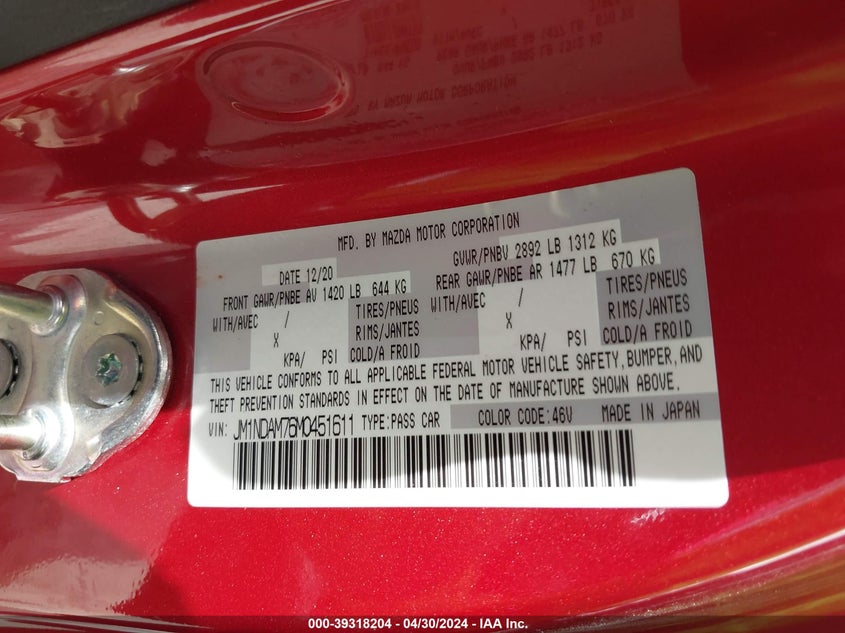 MFD. BY MAZDA MOTOR CORPORATION
DATE 12/20 GVWR/PNBV 2892 LB 1312 KG
FRONT GAWR/PNBE AV 1420 LB 644 KG REAR GAWR/PNBE AR 1477 LB 670 KG
WITH/AVEC / TIRES/PNEUS WITH/AVEC / TIRES/PNEUS
X RIMS/JANTES X RIMS/JANTES
KPA/ PSI COLD/A FROID KPA/ PSI COLD/A FROID
THIS VEHICLE CONFORMS TO ALL APPLICABLE FEDERAL MOTOR VEHICLE SAFETY,BUMPER,AND
THEFT PREVENTION STANDARDS IN EFFECT ON THE DATE OF MANUFACTURE SHOWN ABOVE.
VIN: JM1NDAM76M0451611 TYPE:PASS CAR COLOR CODE:46V MADE IN JAPAN
000-39318204 - 04/30/2024 - IAA Inc.